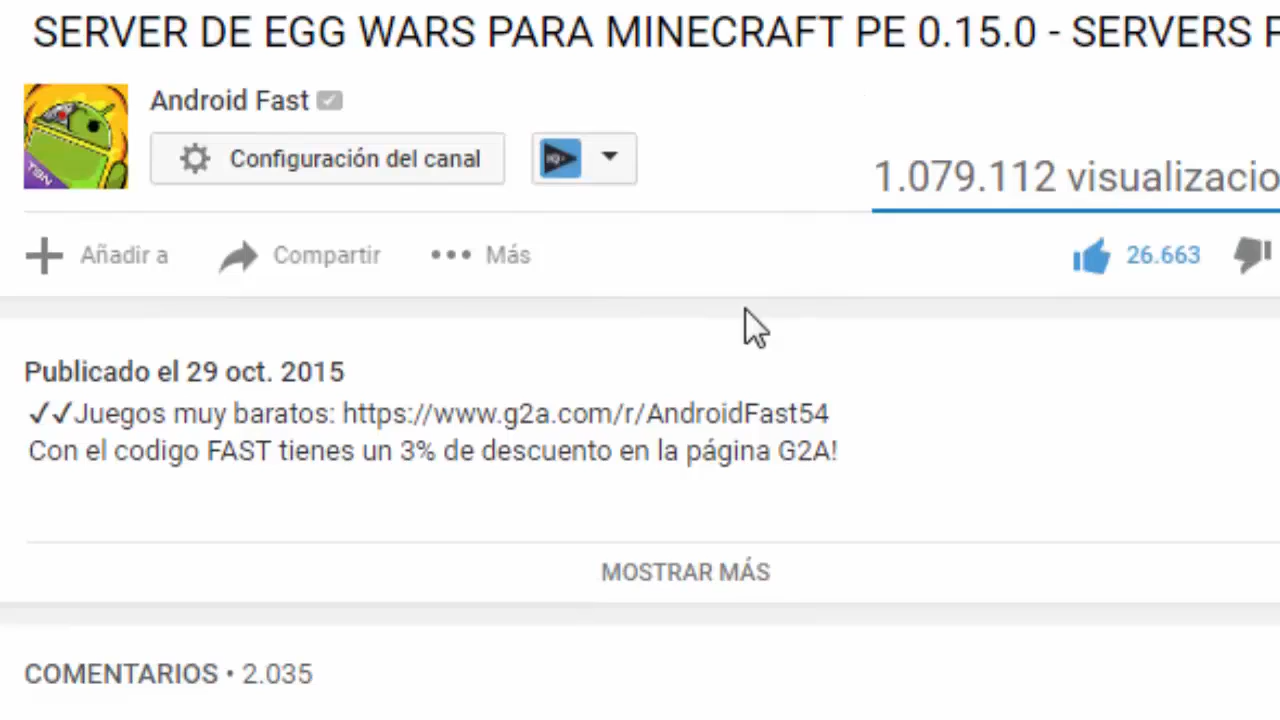 SERVER DE EGG WARS PARA MINECRAFT PE 0.15.0 - SERVERS
Android Fast
Configuración del canal
1.079.112 visualizacio
Añadir a
Compartir
Más
26.663
Publicado el 29 oct. 2015
✓✓Juegos muy baratos: https://www.g2a.com/r/AndroidFast54
Con el codigo FAST tienes un 3% de descuento en la página G2A!
MOSTRAR MÁS
COMENTARIOS • 2.035